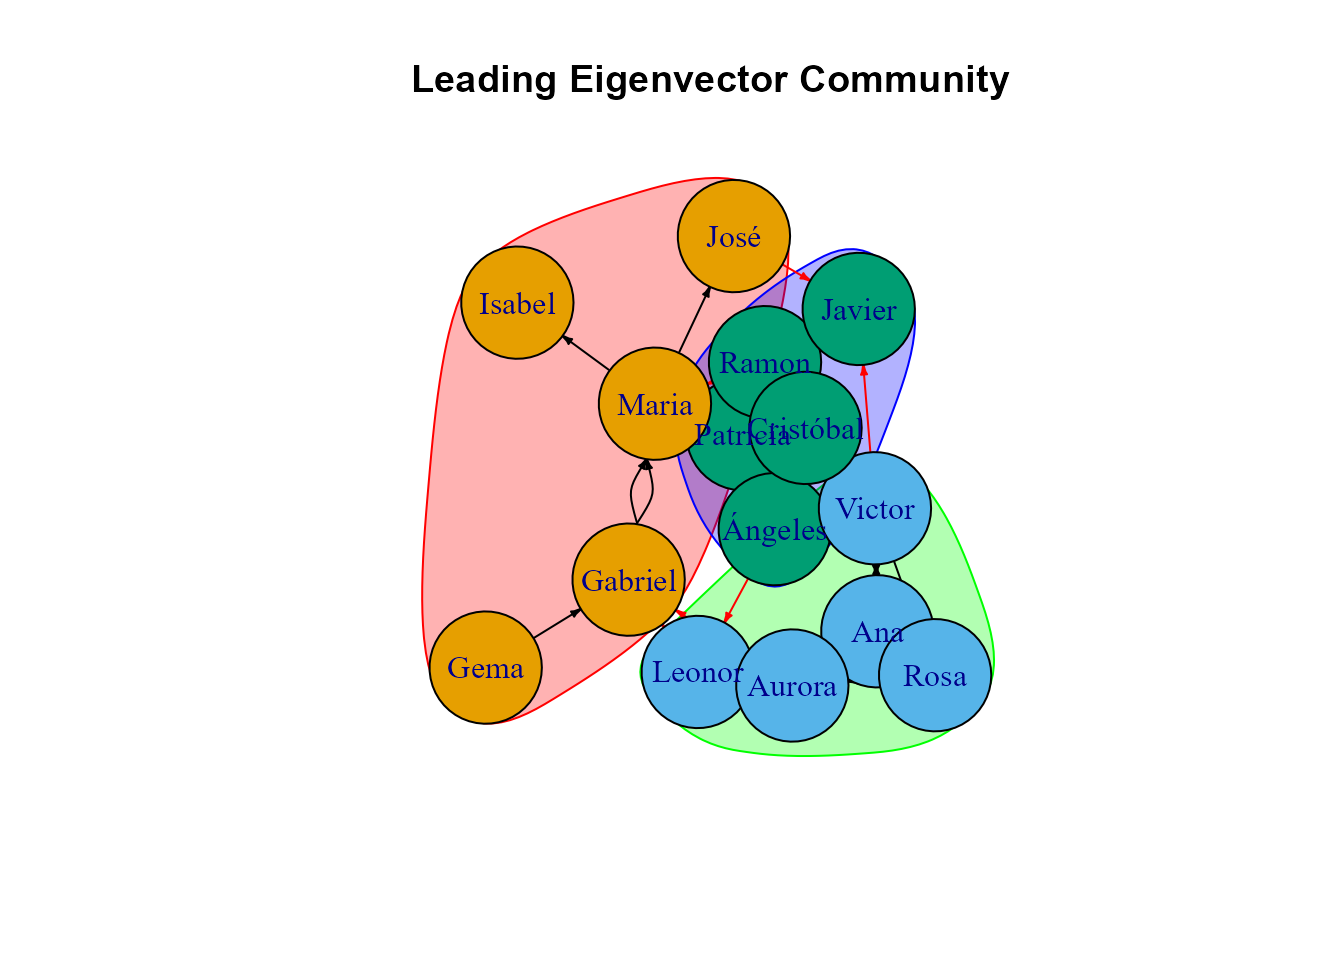 Leading Eigenvector Community
José
Isabel
Javier
Ramon
Maria
Patricia
Cristóbal
Victor
Ángeles
Gabriel
Ana
Gema
Leonor
Aurora
Rosa